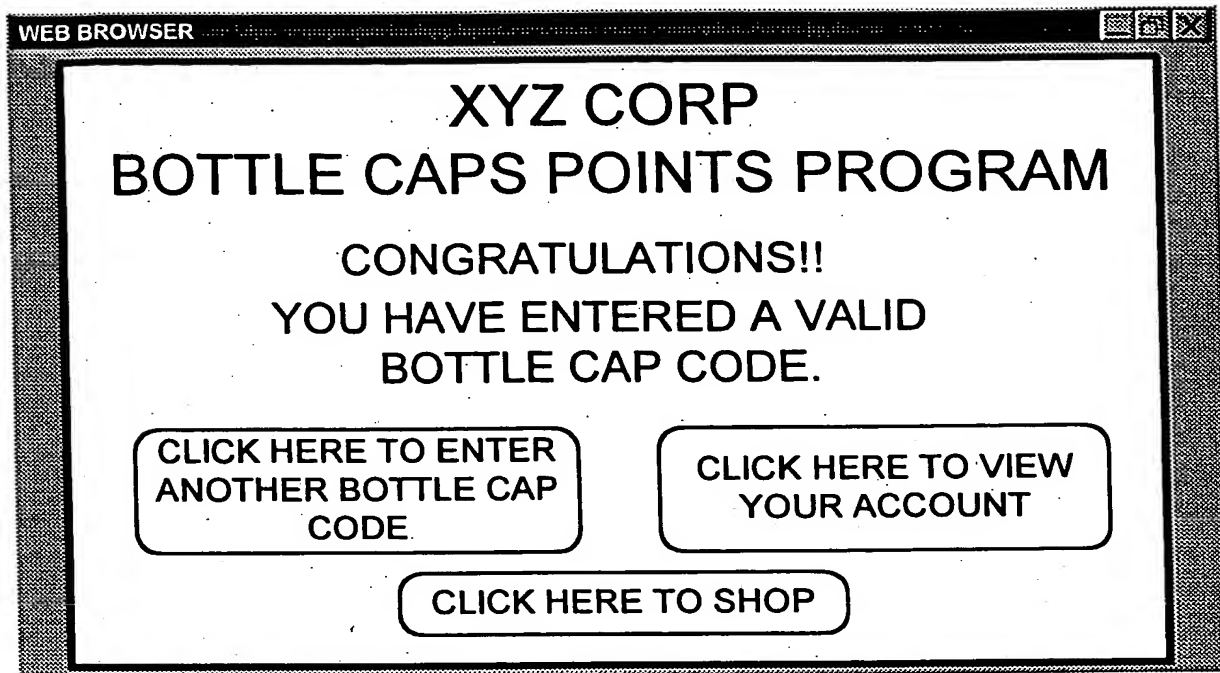 WEB BROWSER
XYZ CORP
BOTTLE CAPS POINTS PROGRAM
CONGRATULATIONS!!
YOU HAVE ENTERED A VALID
BOTTLE CAP CODE.
CLICK HERE TO ENTER
ANOTHER BOTTLE CAP
CODE
CLICK HERE TO VIEW
YOUR ACCOUNT
CLICK HERE TO SHOP